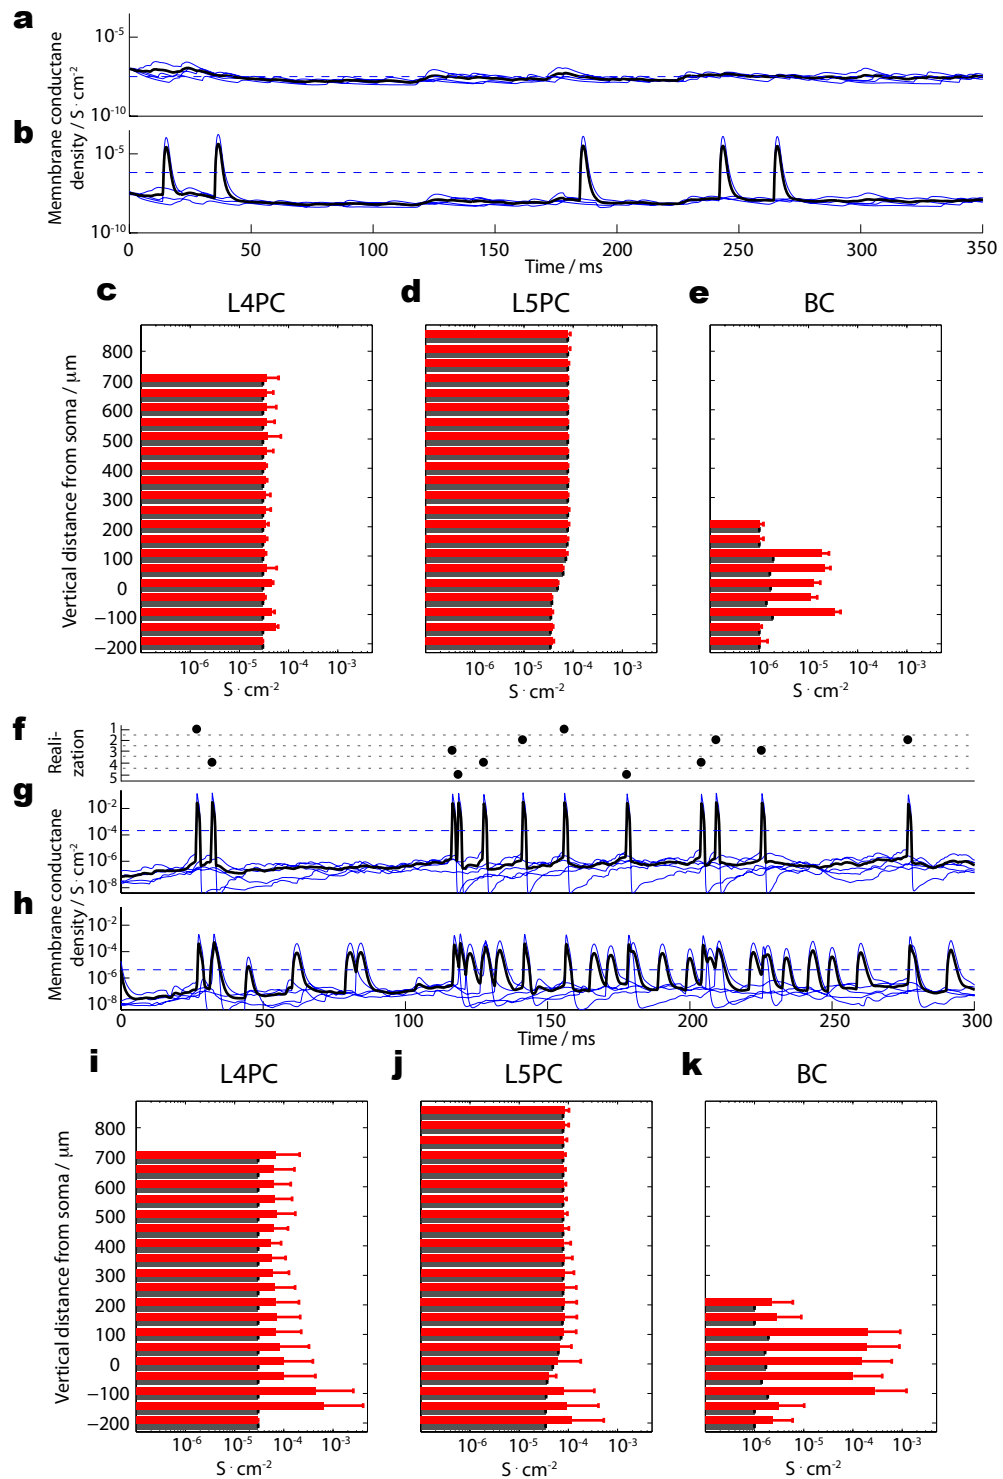 a
10^-5
10^-10
b
10^-5
10^-10
Memnbrane conductane
density / S· cm^-2
0 50 100 150 200 250 300 350
Time / ms
c L4PC
d L5PC
e BC
Vertical distance from soma / μm
800
700
600
500
400
300
200
100
0
−100
−200
10^-6 10^-5 10^-4 10^-3
S · cm^-2
10^-6 10^-5 10^-4 10^-3
S · cm^-2
10^-6 10^-5 10^-4 10^-3
S · cm^-2
f
Reali-
zation
1
2
3
4
5
g
10^-2
10^-4
10^-6
10^-8
h
10^-2
10^-4
10^-6
10^-8
Memnbrane conductane
density / S· cm^-2
0 50 100 150 200 250 300
Time / ms
i L4PC
j L5PC
k BC
Vertical distance from soma / μm
800
700
600
500
400
300
200
100
0
−100
−200
10^-6 10^-5 10^-4 10^-3
S · cm^-2
10^-6 10^-5 10^-4 10^-3
S · cm^-2
10^-6 10^-5 10^-4 10^-3
S · cm^-2